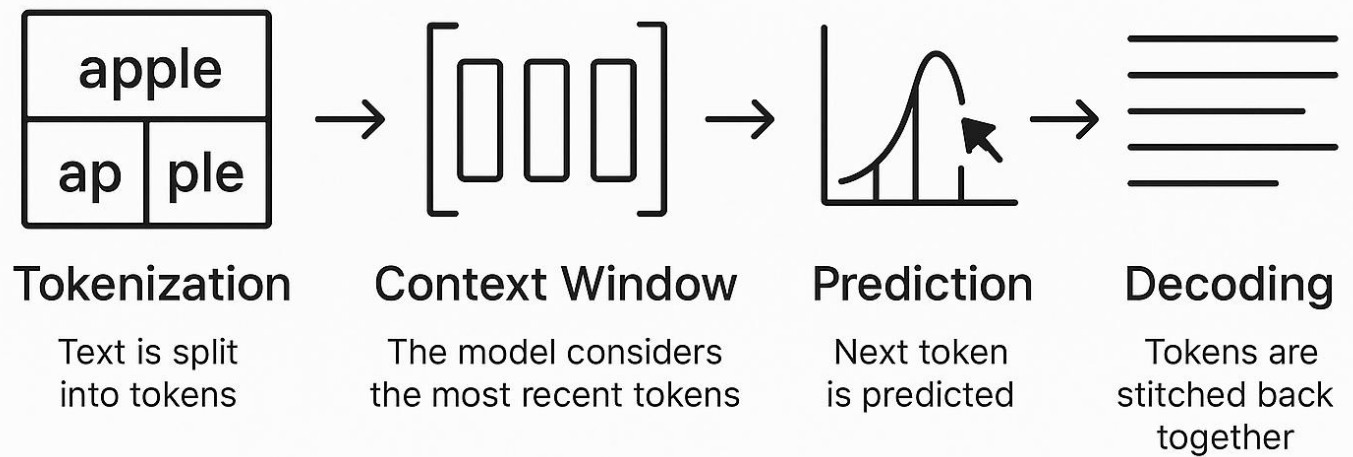 apple
ap ple
Tokenization
Text is split
into tokens
Context Window
The model considers
the most recent tokens
Prediction
Next token
is predicted
Decoding
Tokens are
stitched back
together